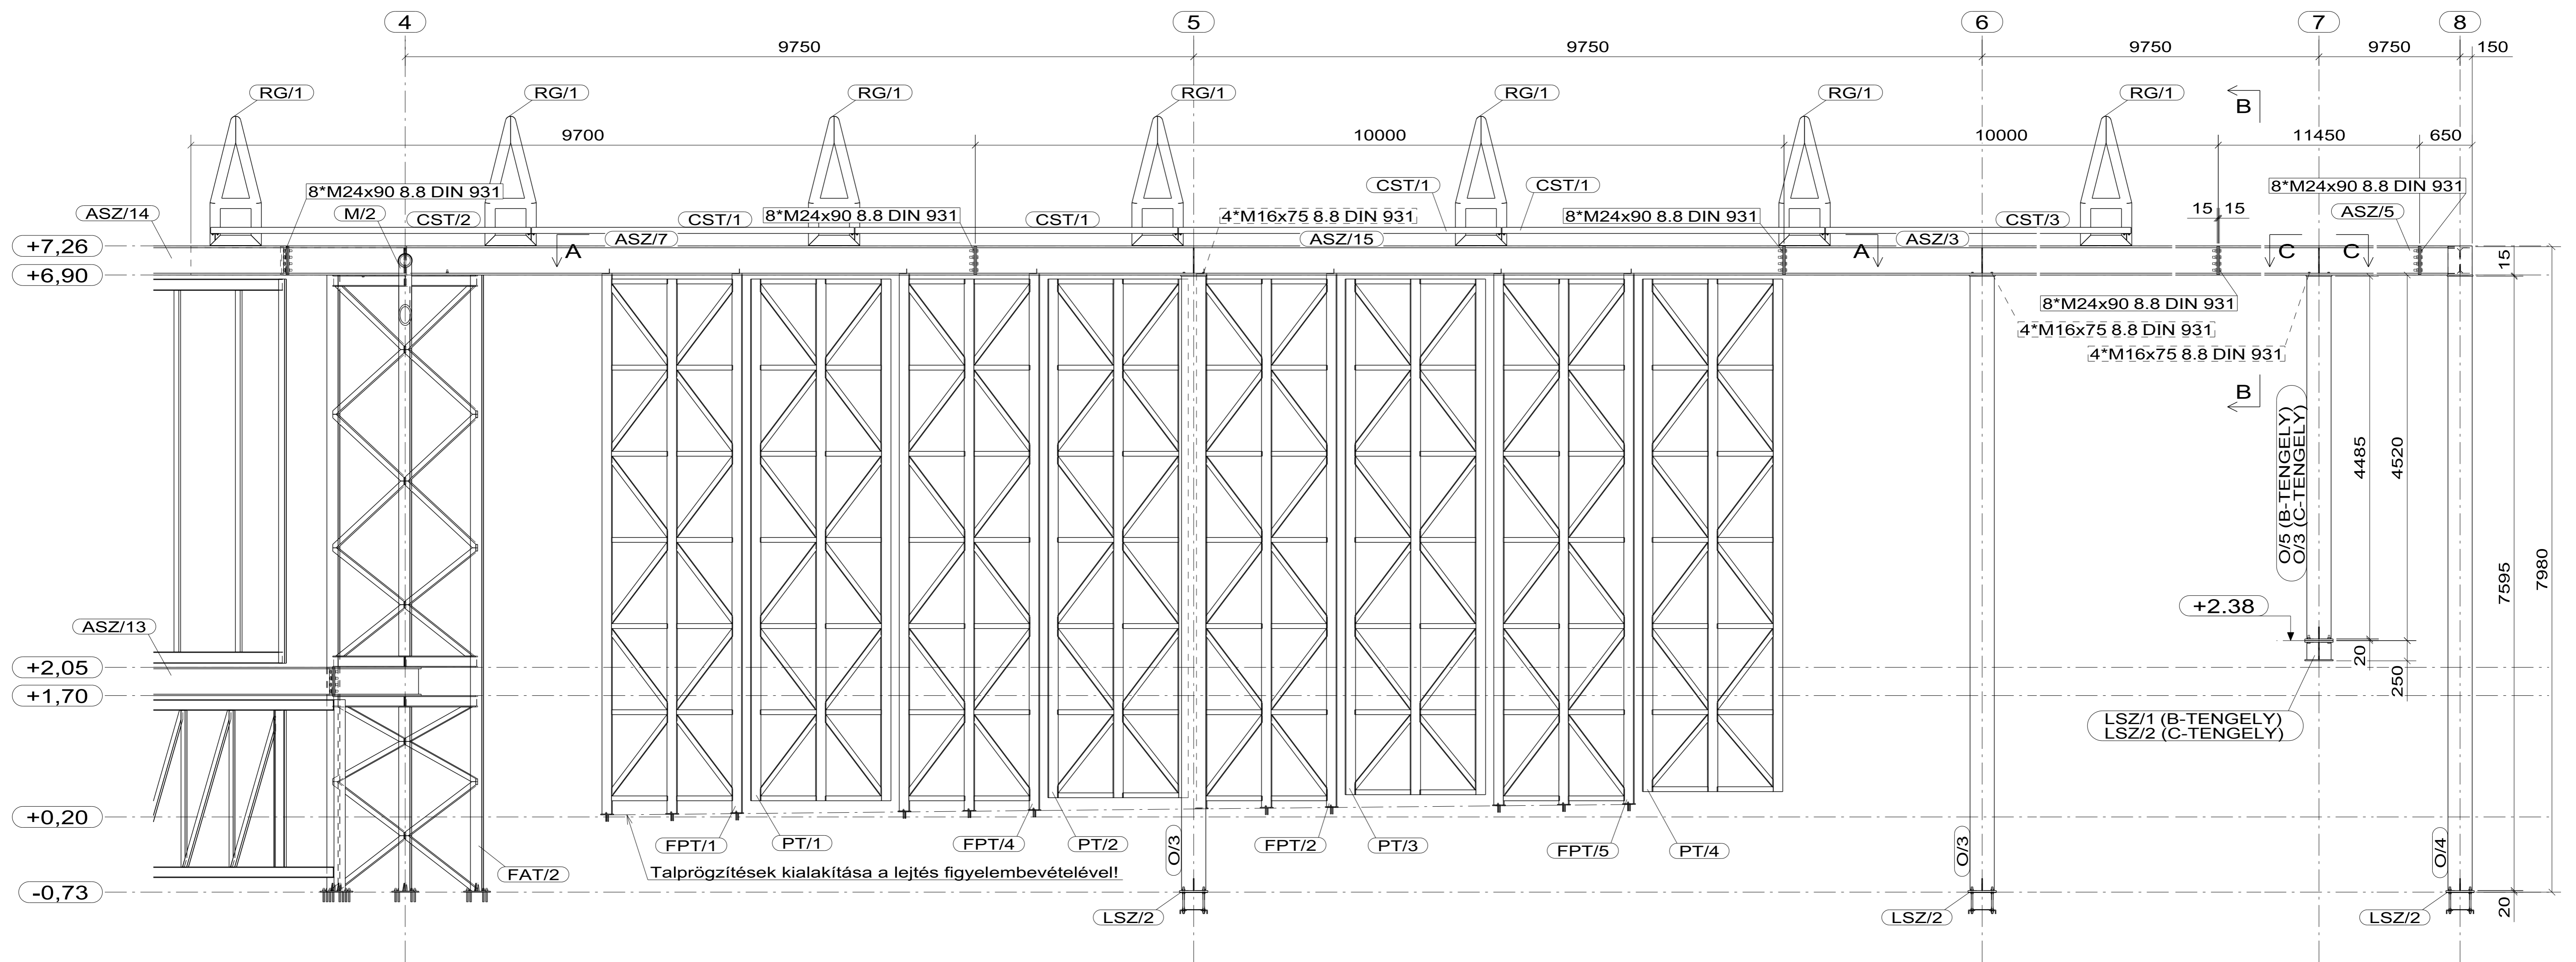 4
5
6
7
8
9750
9750
9750
9750
150
RG/1
RG/1
RG/1
RG/1
RG/1
RG/1
RG/1
B
9700
10000
10000
11450
650
8*M24x90 8.8 DIN 931
CST/1
CST/1
8*M24x90 8.8 DIN 931
ASZ/14
M/2
CST/2
CST/1
8*M24x90 8.8 DIN 931
CST/1
4*M16x75 8.8 DIN 931
8*M24x90 8.8 DIN 931
CST/3
15
15
ASZ/5
+7,26
A
ASZ/7
ASZ/15
A
ASZ/3
C
C
+6,90
15
8*M24x90 8.8 DIN 931
4*M16x75 8.8 DIN 931
4*M16x75 8.8 DIN 931
B
O/5 (B-TENGELY)
O/3 (C-TENGELY)
4485
4520
7595
7980
+2.38
ASZ/13
+2,05
20
250
+1,70
LSZ/1 (B-TENGELY)
LSZ/2 (C-TENGELY)
+0,20
FPT/1
PT/1
FPT/4
PT/2
O/3
FPT/2
PT/3
FPT/5
PT/4
O/3
O/4
FAT/2
Talprögzítések kialakítása a lejtés figyelembevételével!
-0,73
LSZ/2
LSZ/2
LSZ/2
20